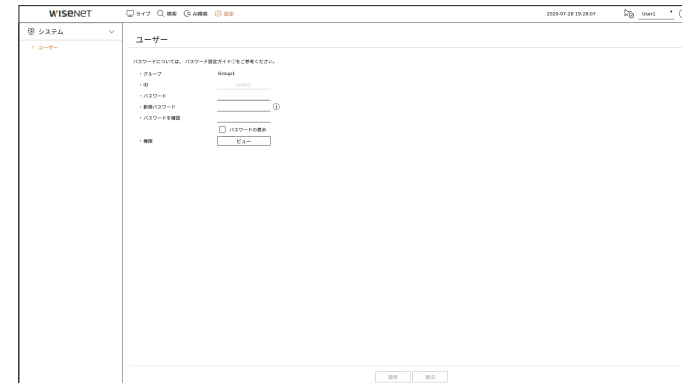 WISENET
ライブ 検索 AI検索 設定 2020-07-28 19:28:07 User1
システム
ユーザー
ユーザー
パスワードについては、パスワード設定ガイドⓘをご参考ください。
グループ Group1
ID User1
パスワード
新規パスワード
パスワードを確認
パスワードの表示
権限 ビュー
適用 復旧